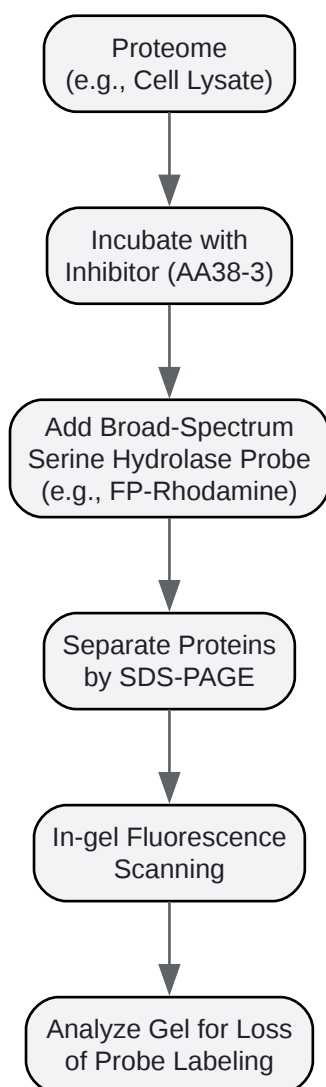 Proteome
(e.g., Cell Lysate)
Incubate with
Inhibitor (AA38-3)
Add Broad-Spectrum
Serine Hydrolase Probe
(e.g., FP-Rhodamine)
Separate Proteins
by SDS-PAGE
In-gel Fluorescence
Scanning
Analyze Gel for Loss
of Probe Labeling